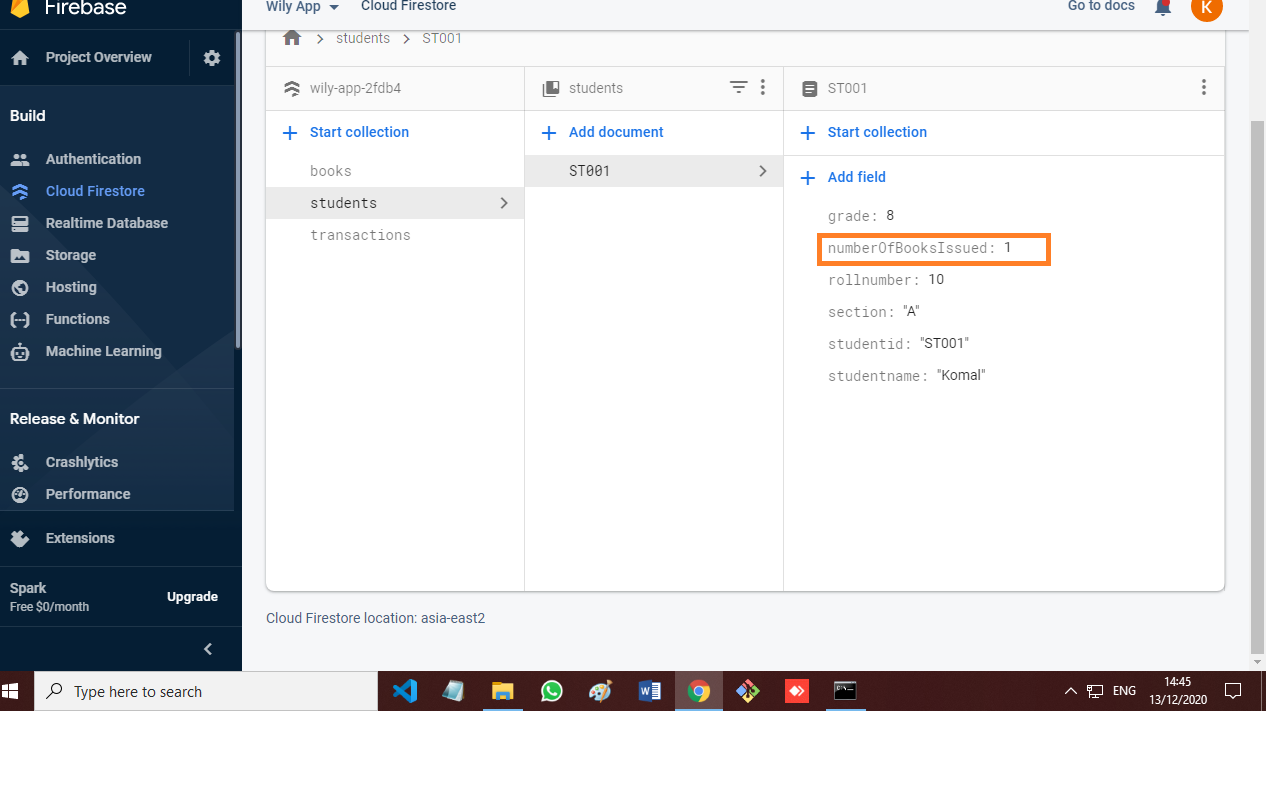 Firebase
Wily App
Cloud Firestore
Go to docs
K
Project Overview
Build
Authentication
Cloud Firestore
Realtime Database
Storage
Hosting
Functions
Machine Learning
Release & Monitor
Crashlytics
Performance
Extensions
Spark
Free $0/month
Upgrade
students
ST001
wily-app-2fdb4
Start collection
books
students
transactions
students
Add document
ST001
ST001
Start collection
Add field
grade: 8
numberOfBooksIssued: 1
rollnumber: 10
section: "A"
studentid: "ST001"
studentname: "Komal"
Cloud Firestore location: asia-east2
Type here to search
ENG
14:45
13/12/2020